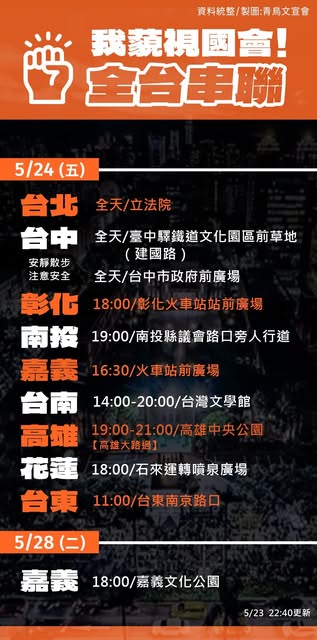 資料統整/製圖:青鳥文宣會
我藐視國會!
全台串聯
5/24 (五)
台北 全天/立法院
台中 全天/臺中驛鐵道文化園區前草地
(建國路)
安靜散步
注意安全
全天/台中市政府前廣場
彰化 18:00/彰化火車站站前廣場
南投 19:00/南投縣議會路口旁人行道
嘉義 16:30/火車站前廣場
台南 14:00-20:00/台灣文學館
高雄 19:00-21:00/高雄中央公園
【高雄大路過】
花蓮 18:00/石來運轉噴泉廣場
台東 11:00/台東南京路口
5/28 (二)
嘉義 18:00/嘉義文化公園
5/23 22:40更新